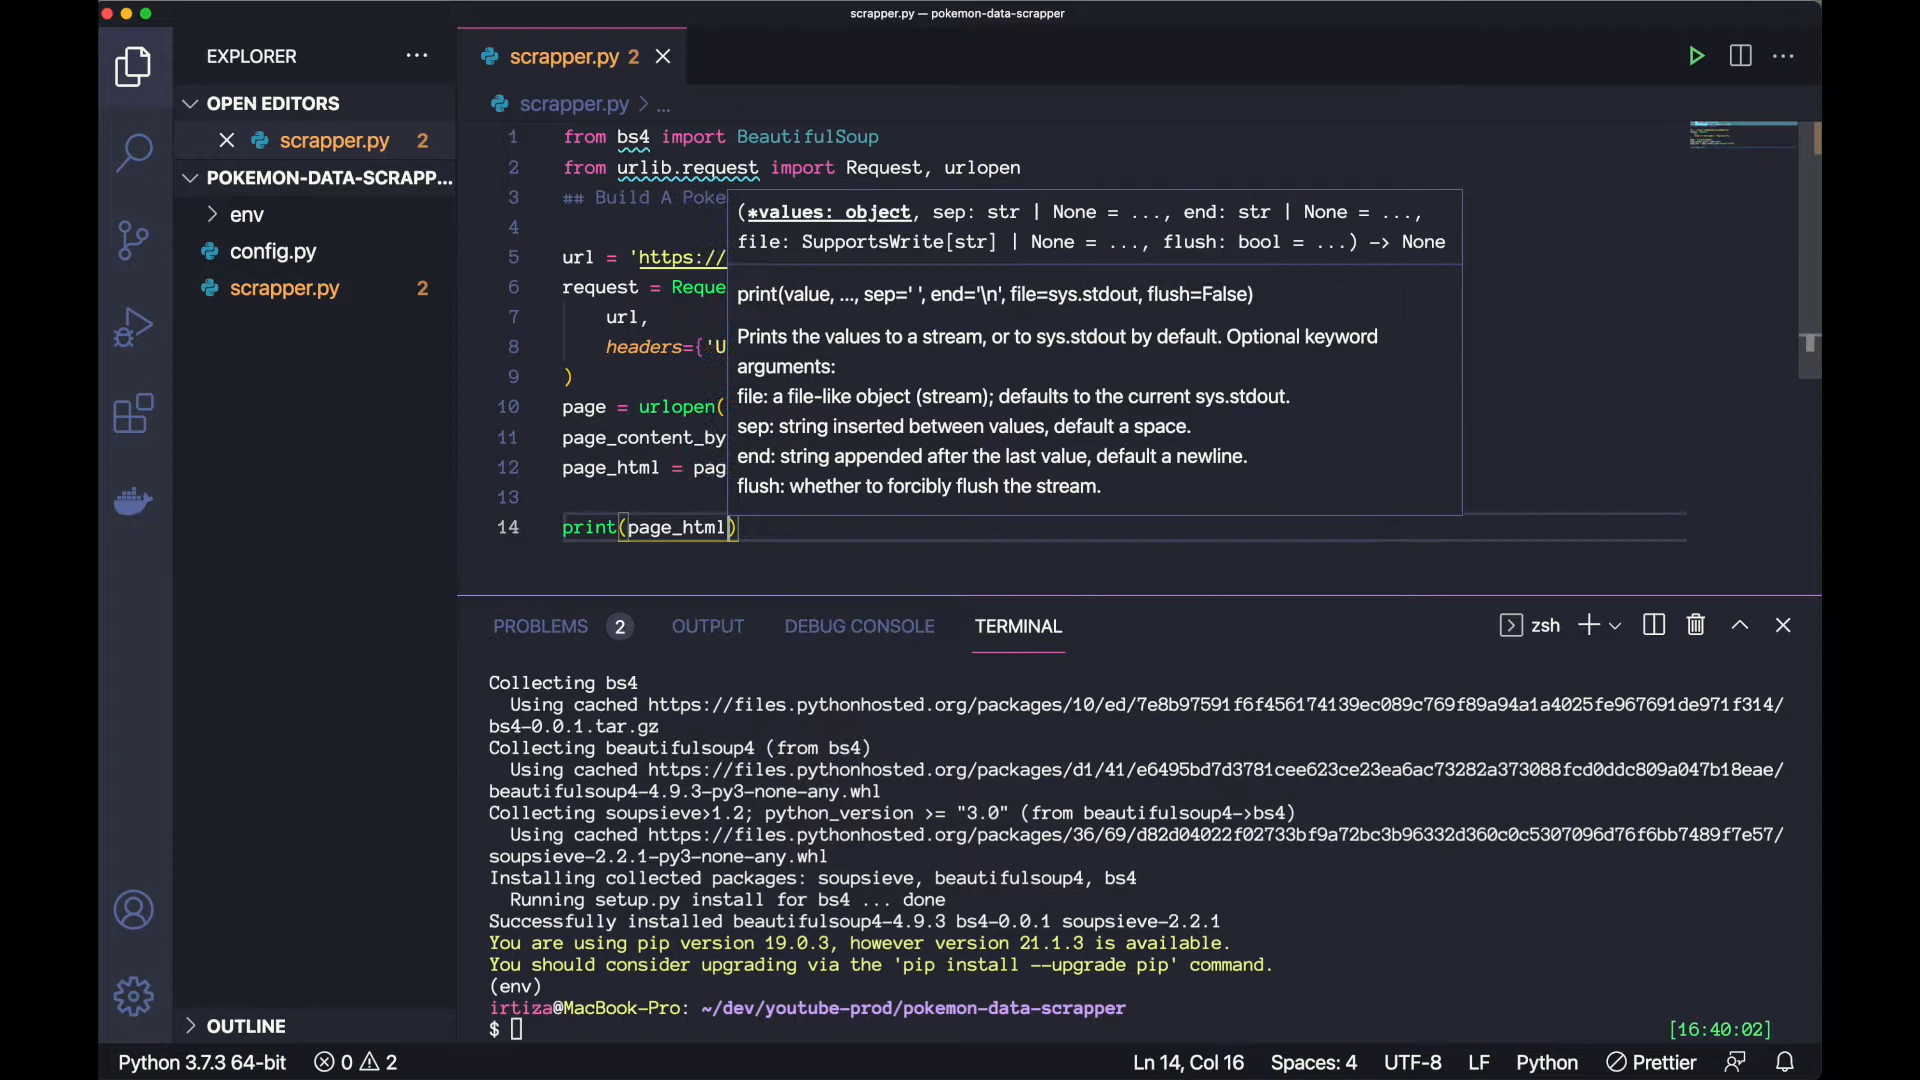 scrapper.py — pokemon-data-scrapper
EXPLORER
OPEN EDITORS
scrapper.py 2
POKEMON-DATA-SCRAPP...
env
config.py
scrapper.py 2
OUTLINE
scrapper.py 2
scrapper.py > ...
1 from bs4 import BeautifulSoup
2 from urlib.request import Request, urlopen
3 ## Build A Poke
4
5 url = 'https://
6 request = Reque
7 url,
8 headers={'U
9 )
10 page = urlopen(
11 page_content_by
12 page_html = pag
13
14 print(page_html)
(*values: object, sep: str | None = ..., end: str | None = ...,
file: SupportsWrite[str] | None = ..., flush: bool = ...) -> None
print(value, ..., sep=' ', end='\n', file=sys.stdout, flush=False)
Prints the values to a stream, or to sys.stdout by default. Optional keyword
arguments:
file: a file-like object (stream); defaults to the current sys.stdout.
sep: string inserted between values, default a space.
end: string appended after the last value, default a newline.
flush: whether to forcibly flush the stream.
PROBLEMS 2 OUTPUT DEBUG CONSOLE TERMINAL zsh
Collecting bs4
Using cached https://files.pythonhosted.org/packages/10/ed/7e8b97591f6f456174139ec089c769f89a94a1a4025fe967691de971f314/
bs4-0.0.1.tar.gz
Collecting beautifulsoup4 (from bs4)
Using cached https://files.pythonhosted.org/packages/d1/41/e6495bd7d3781cee623ce23ea6ac73282a373088fcd0ddc809a047b18eae/
beautifulsoup4-4.9.3-py3-none-any.whl
Collecting soupsieve>1.2; python_version >= "3.0" (from beautifulsoup4->bs4)
Using cached https://files.pythonhosted.org/packages/36/69/d82d04022f02733bf9a72bc3b96332d360c0c5307096d76f6bb7489f7e57/
soupsieve-2.2.1-py3-none-any.whl
Installing collected packages: soupsieve, beautifulsoup4, bs4
Running setup.py install for bs4 ... done
Successfully installed beautifulsoup4-4.9.3 bs4-0.0.1 soupsieve-2.2.1
You are using pip version 19.0.3, however version 21.1.3 is available.
You should consider upgrading via the 'pip install --upgrade pip' command.
(env)
irtiza@MacBook-Pro: ~/dev/youtube-prod/pokemon-data-scrapper
$
[16:40:02]
Python 3.7.3 64-bit 0 2 Ln 14, Col 16 Spaces: 4 UTF-8 LF Python Prettier